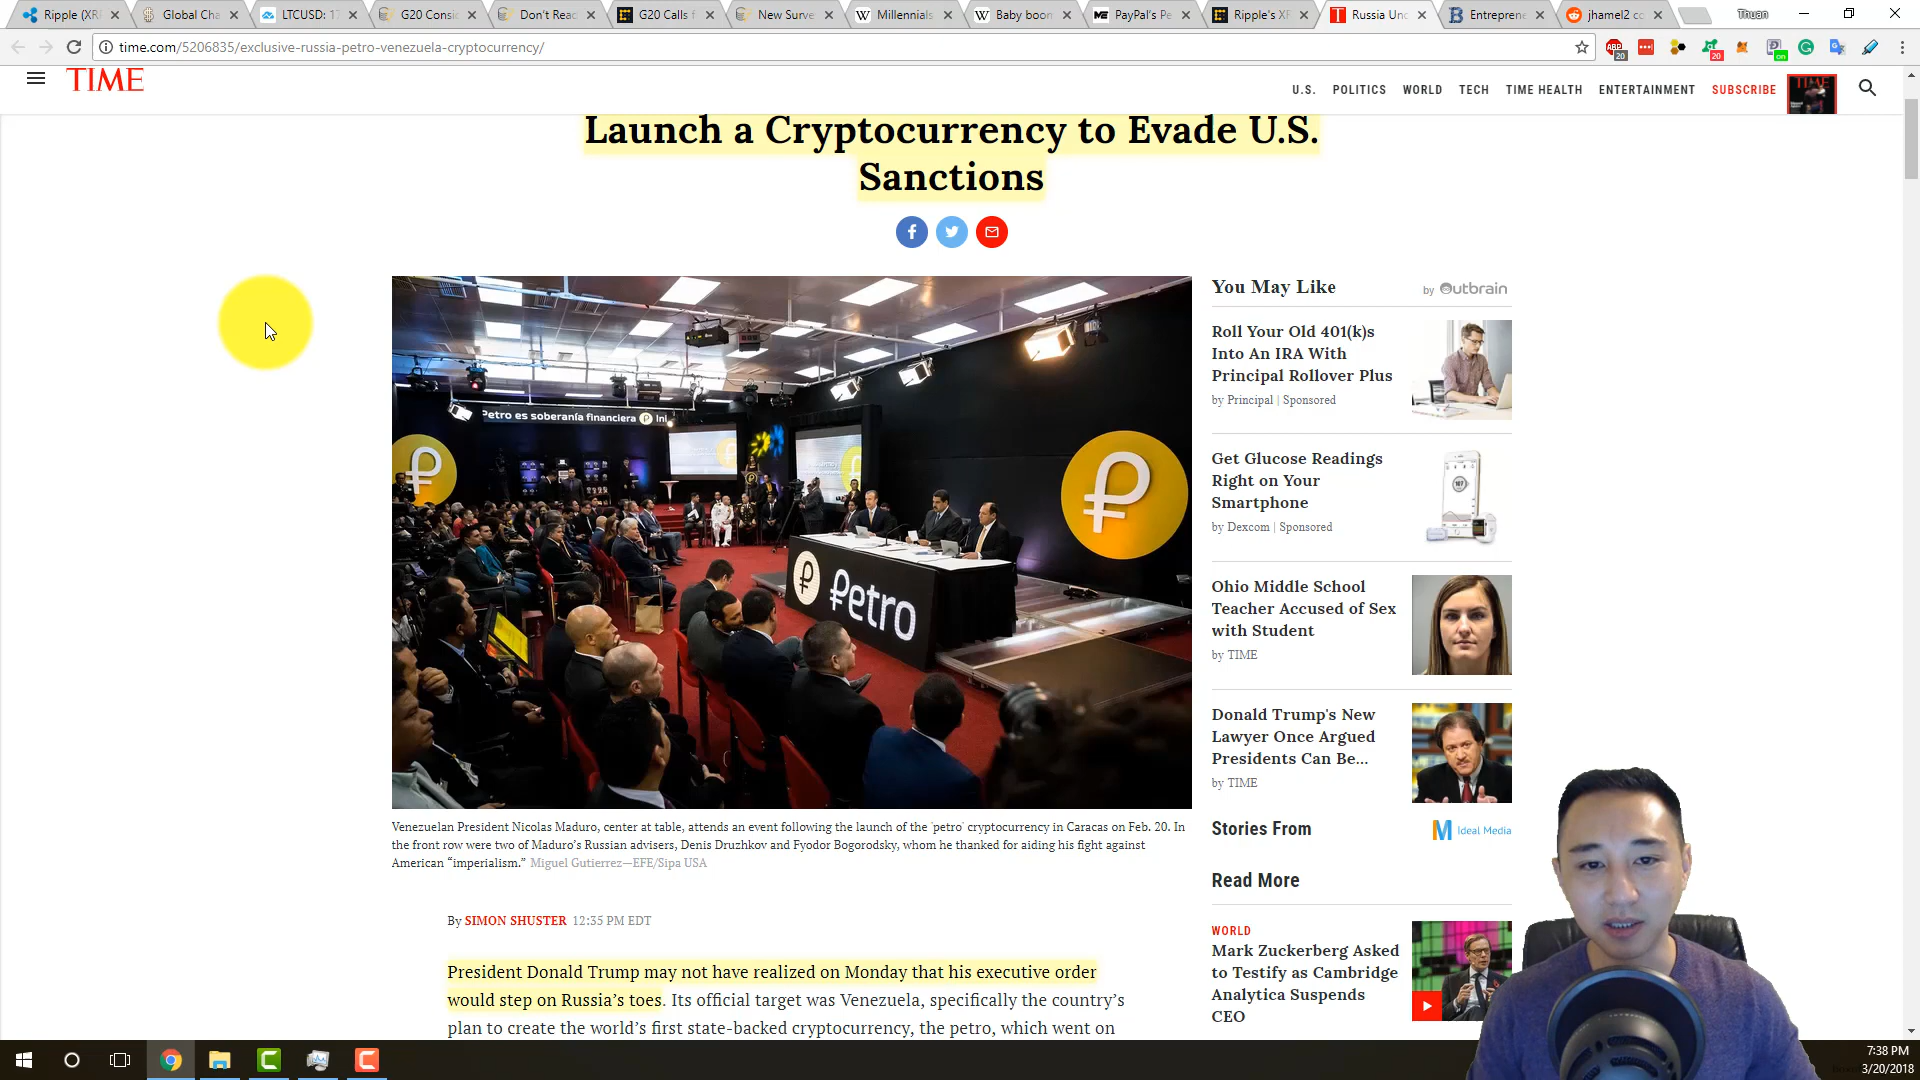 Ripple (XR
Global Cha
LTCUSD: 17
G20 Consi
Don't Read
G20 Calls f
New Surve
Millennials
Baby boom
PayPal's Pe
Ripple's XR
Russia Und
Entreprene
jhamel2 co
Thuan
time.com/5206835/exclusive-russia-petro-venezuela-cryptocurrency/
TIME
U.S. POLITICS WORLD TECH TIME HEALTH ENTERTAINMENT SUBSCRIBE
Launch a Cryptocurrency to Evade U.S.
Sanctions
Petro es soberanía financiera Ini
Petro
Venezuelan President Nicolas Maduro, center at table, attends an event following the launch of the 'petro' cryptocurrency in Caracas on Feb. 20. In
the front row were two of Maduro's Russian advisers, Denis Druzhkov and Fyodor Bogorodsky, whom he thanked for aiding his fight against
American “imperialism.” Miguel Gutierrez—EFE/Sipa USA
By SIMON SHUSTER 12:35 PM EDT
President Donald Trump may not have realized on Monday that his executive order
would step on Russia’s toes. Its official target was Venezuela, specifically the country’s
plan to create the world’s first state-backed cryptocurrency, the petro, which went on
You May Like
by Outbrain
Roll Your Old 401(k)s
Into An IRA With
Principal Rollover Plus
by Principal | Sponsored
Get Glucose Readings
Right on Your
Smartphone
by Dexcom | Sponsored
Ohio Middle School
Teacher Accused of Sex
with Student
by TIME
Donald Trump's New
Lawyer Once Argued
Presidents Can Be...
by TIME
Stories From
Ideal Media
Read More
WORLD
Mark Zuckerberg Asked
to Testify as Cambridge
Analytica Suspends
CEO
7:38 PM
3/20/2018